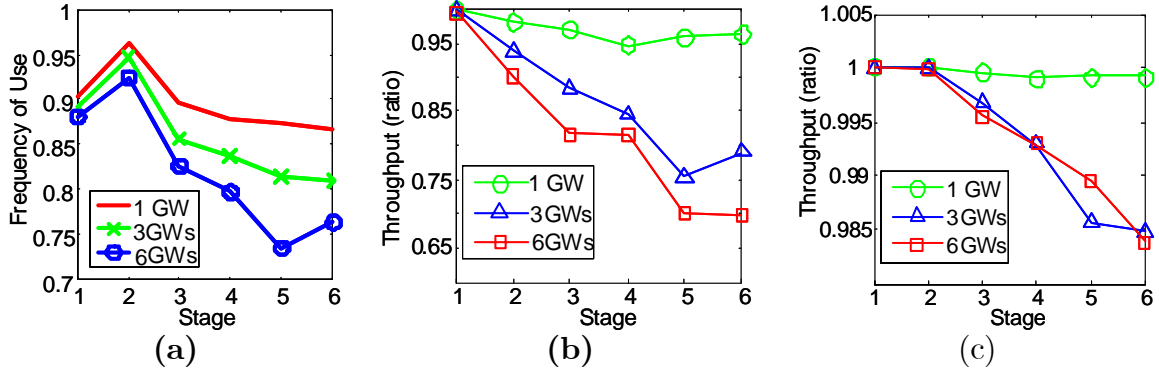 Frequency of Use
1
0.95
0.9
0.85
0.8
0.75
0.7
1 GW
3GWs
6GWs
1 2 3 4 5 6
Stage
(a)
Throughput (ratio)
0.95
0.85
0.75
0.65
1 GW
3GWs
6GWs
1 2 3 4 5 6
Stage
(b)
Throughput (ratio)
1.005
1
0.995
0.99
0.985
1 GW
3GWs
6GWs
1 2 3 4 5 6
Stage
(c)